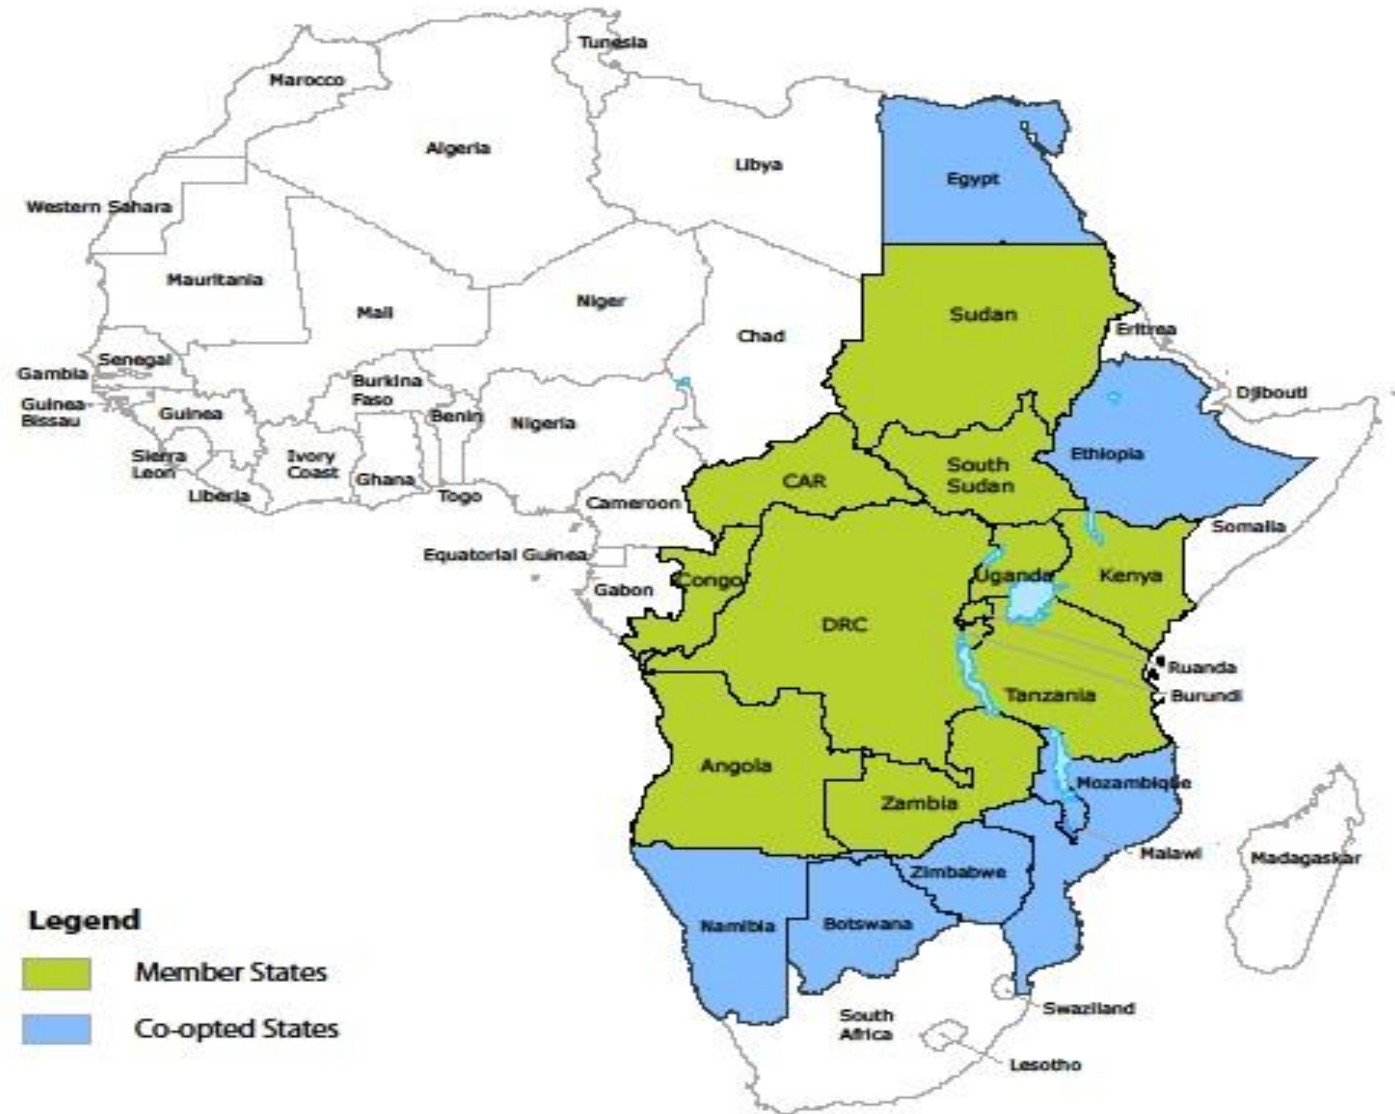 Tunesia
Marocco
Algeria
Libya
Egypt
Western Sahara
Mauritania
Mali
Niger
Chad
Sudan
Eritrea
Senegal
Gambia
Guinea-
Bissau
Guinea
Burkina
Faso
Benin
Nigeria
Djibouti
Sierra
Leon
Liberia
Ivory
Coast
Ghana
Togo
Cameroon
CAR
South
Sudan
Ethiopia
Somalia
Equatorial Guinea
Gabon
Congo
DRC
Uganda
Kenya
Ruanda
Burundi
Tanzania
Angola
Zambia
Mozambique
Malawi
Madagaskar
Zimbabwe
Namibia
Botswana
South
Africa
Swaziland
Lesotho
Legend
Member States
Co-opted States